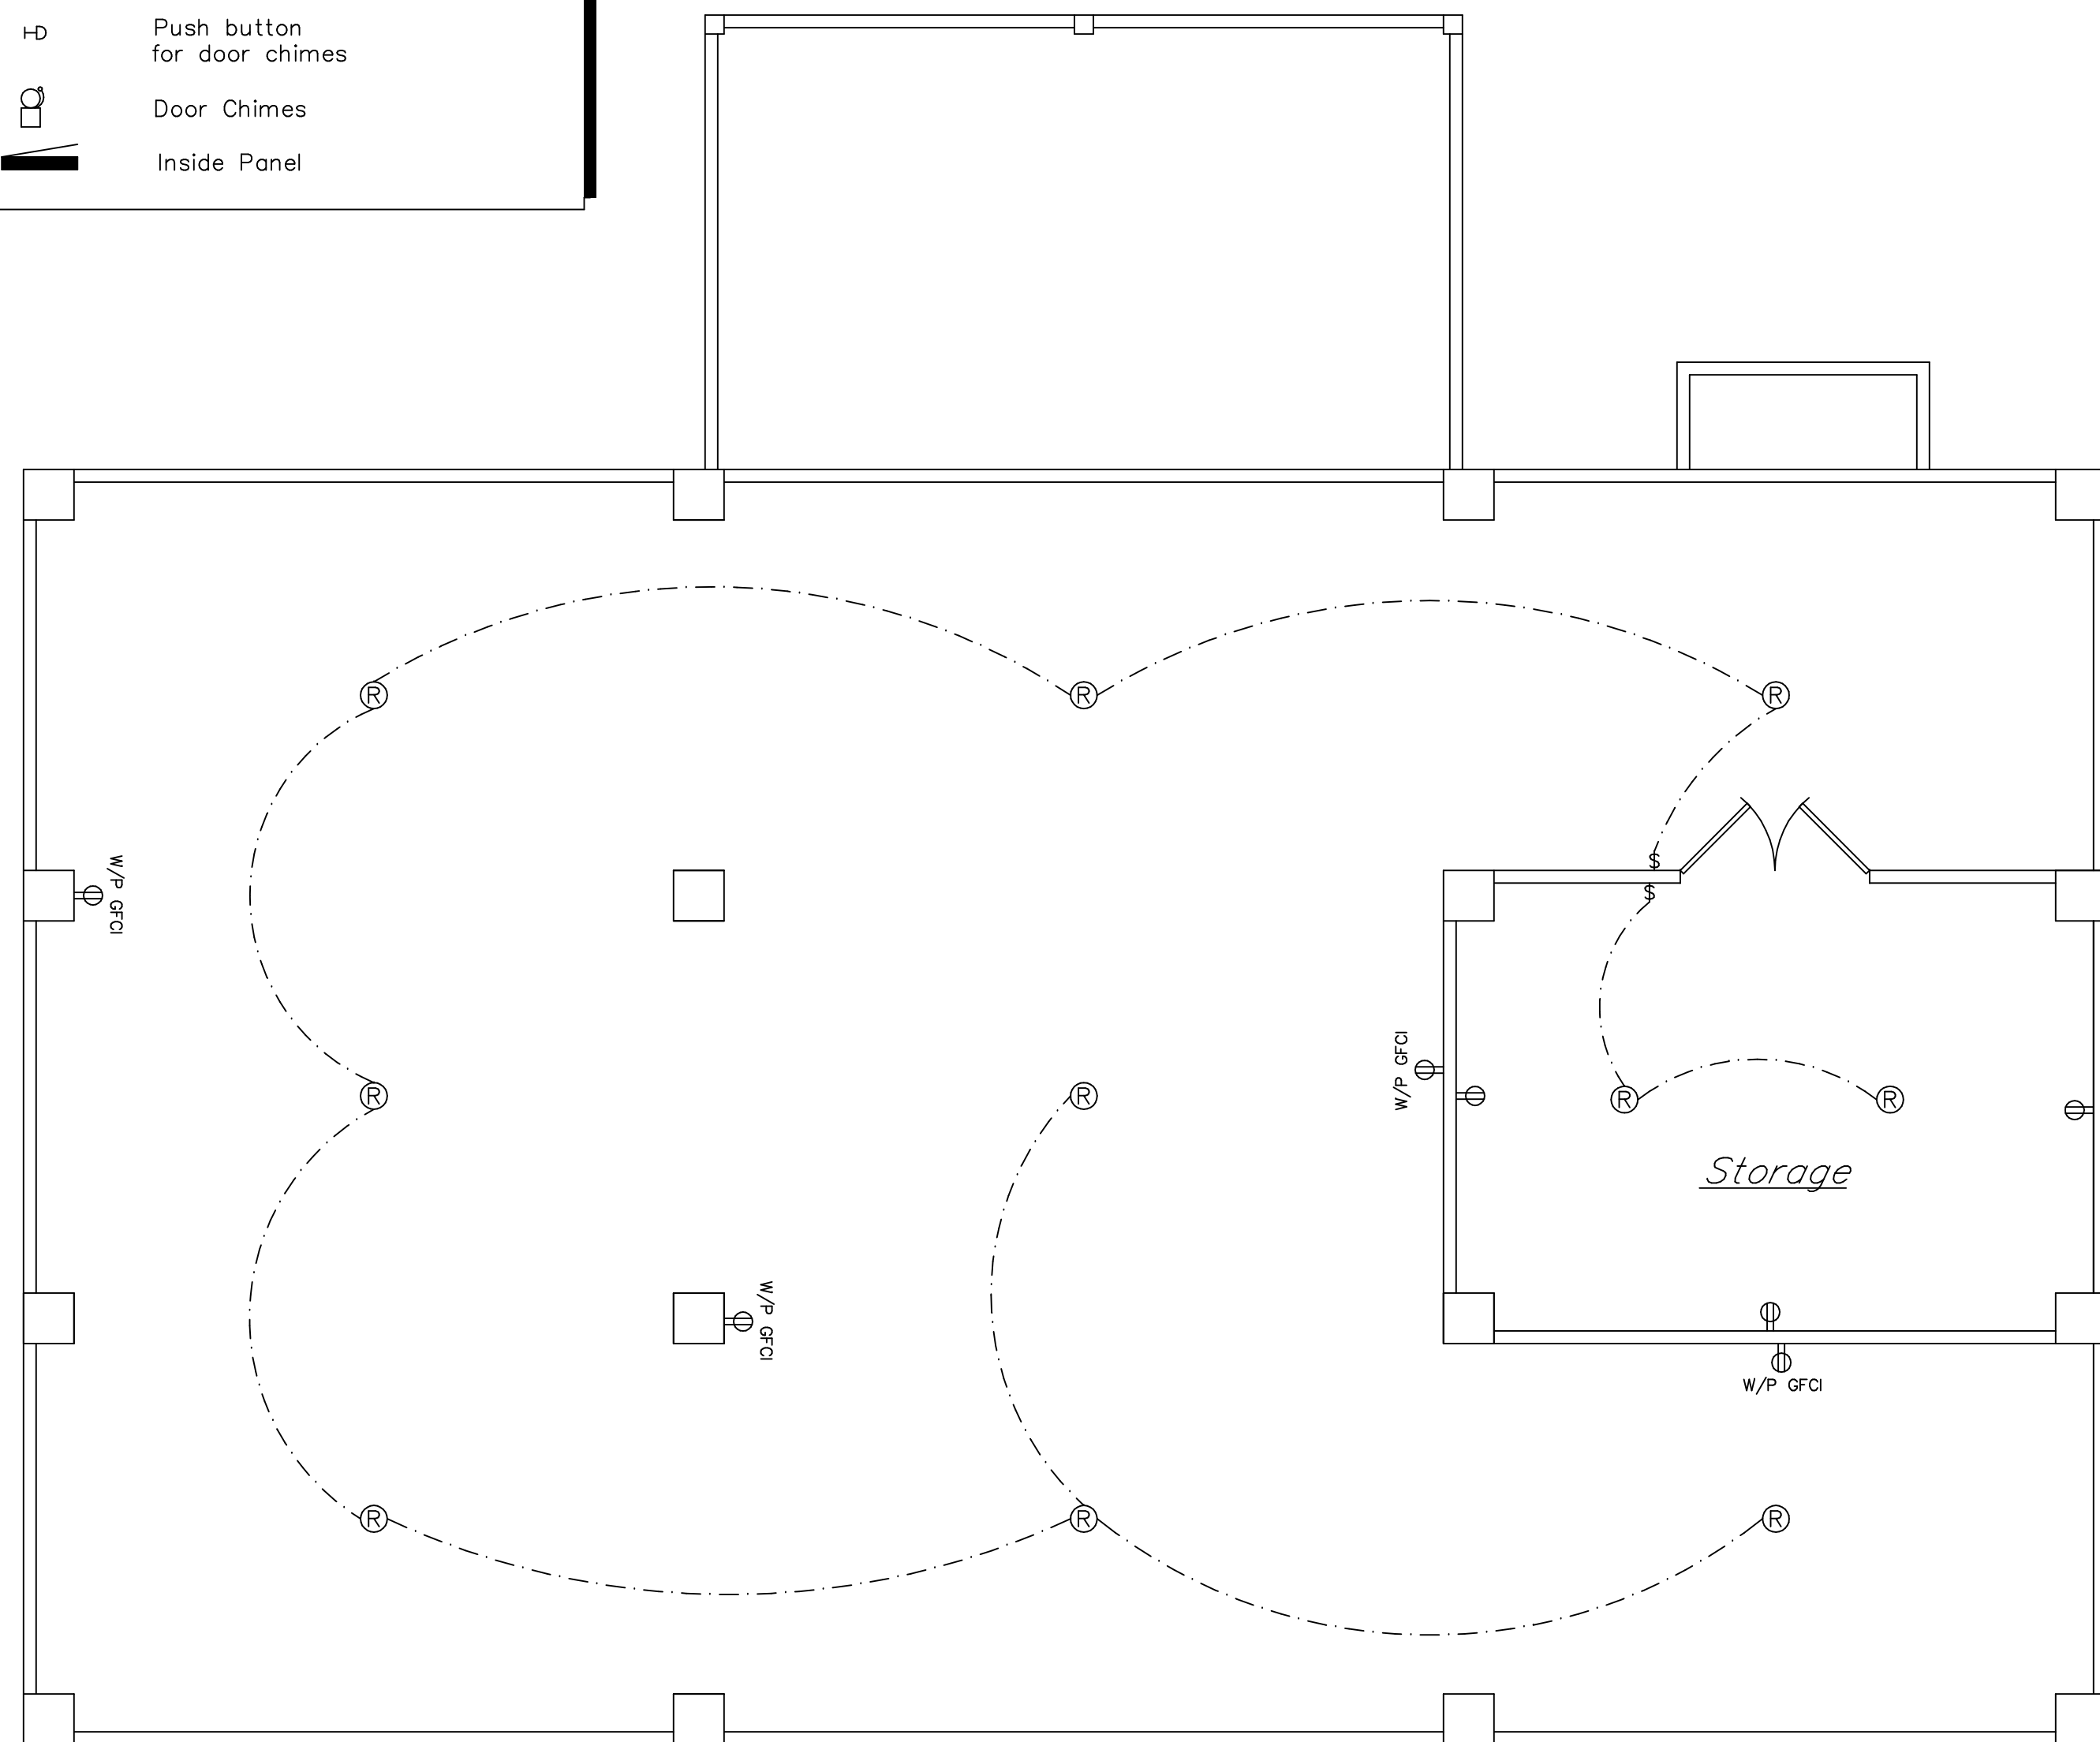 Push button
for door chimes
Door Chimes
Inside Panel
R
R
R
$
$
W/P GFCI
W/P GFCI
R
R
R
R
Storage
W/P GFCI
W/P GFCI
R
R
R